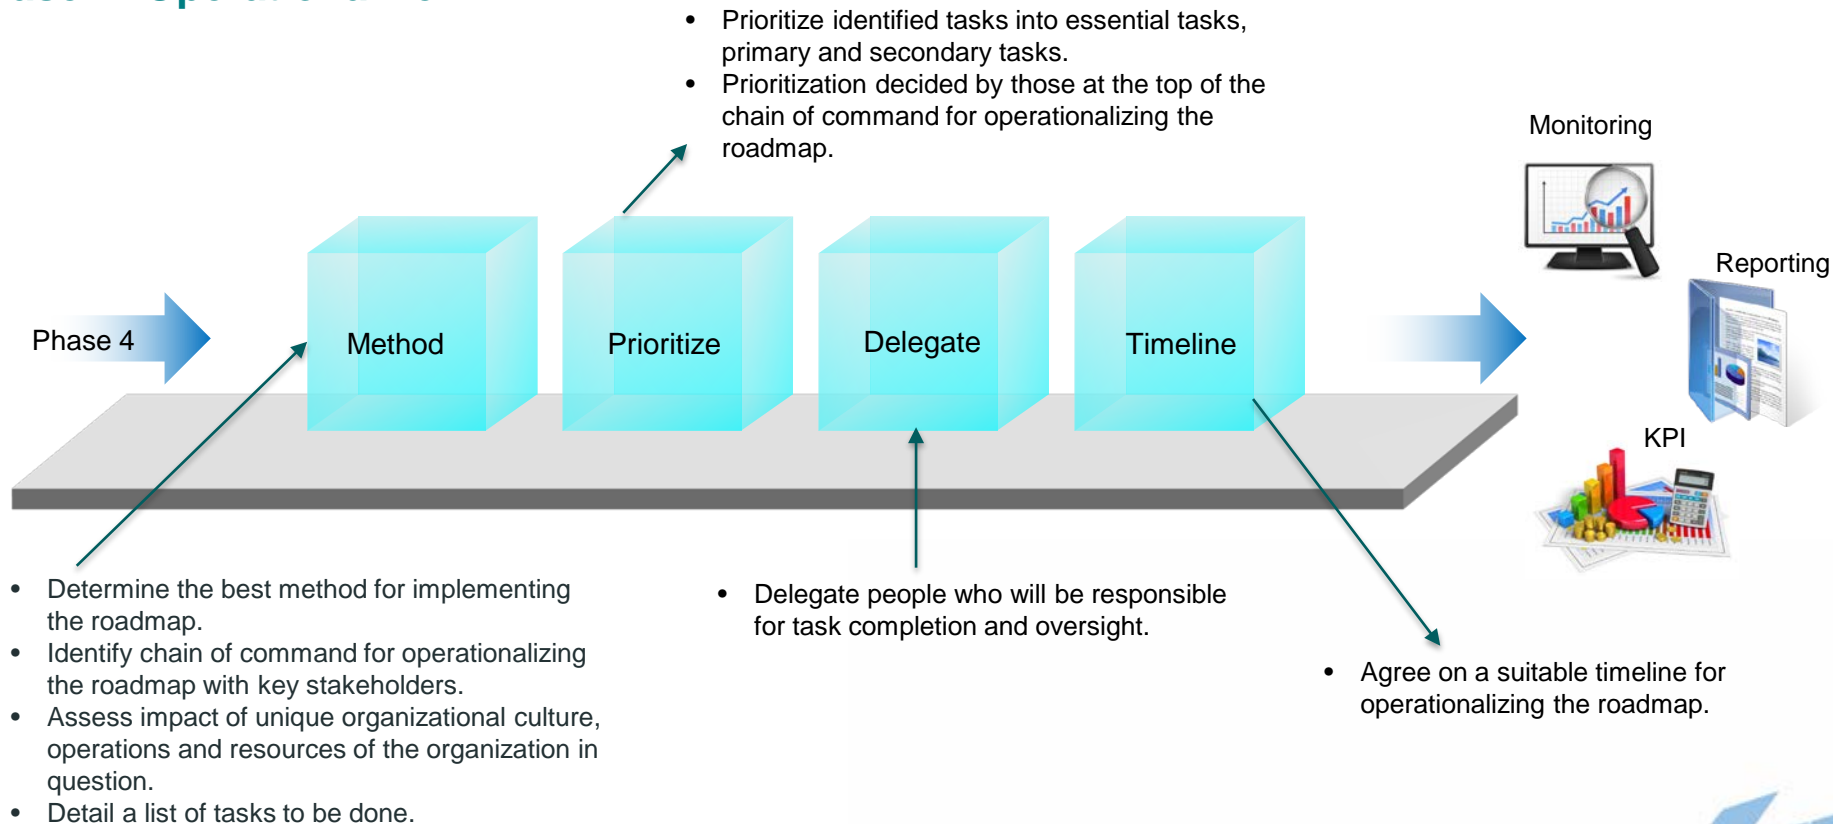 • Prioritize identified tasks into essential tasks,
primary and secondary tasks.
• Prioritization decided by those at the top of the
chain of command for operationalizing the
roadmap.
Monitoring
Reporting
Phase 4
Method
Prioritize
Delegate
Timeline
KPI
• Determine the best method for implementing
the roadmap.
• Identify chain of command for operationalizing
the roadmap with key stakeholders.
• Assess impact of unique organizational culture,
operations and resources of the organization in
question.
• Detail a list of tasks to be done.
• Delegate people who will be responsible
for task completion and oversight.
• Agree on a suitable timeline for
operationalizing the roadmap.